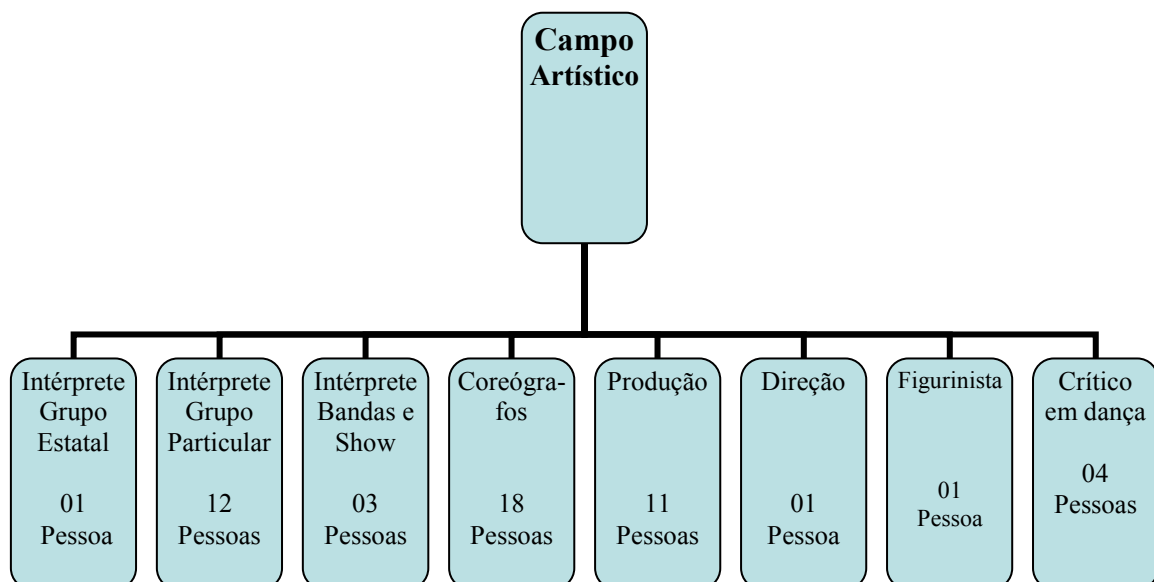 Campo
Artístico
Intérprete
Grupo
Estatal
01
Pessoa
Intérprete
Grupo
Particular
12
Pessoas
Intérprete
Bandas e
Show
03
Pessoas
Coreógra-
fos
18
Pessoas
Produção
11
Pessoas
Direção
01
Pessoa
Figurinista
01
Pessoa
Crítico
em dança
04
Pessoas